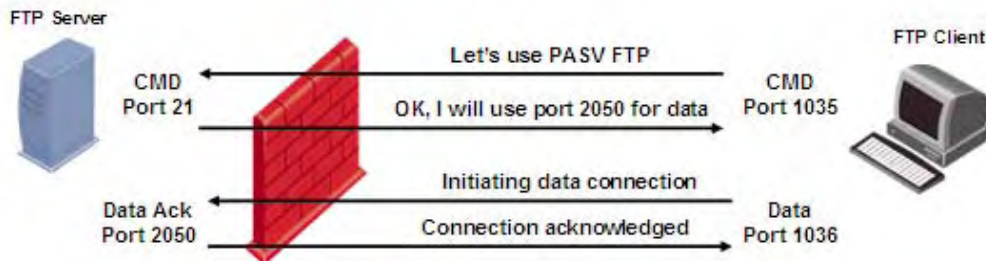 FTP Server
FTP Client
Let's use PASV FTP
CMD
Port 21
CMD
Port 1035
OK, I will use port 2050 for data
Initiating data connection
Data Ack
Port 2050
Data
Port 1036
Connection acknowledged